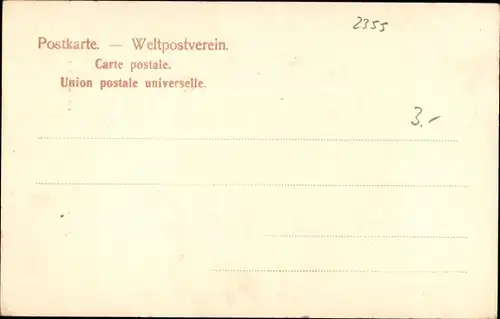 2355
Postkarte. — Weltpostverein.
Carte postale.
Union postale universelle.
3.-